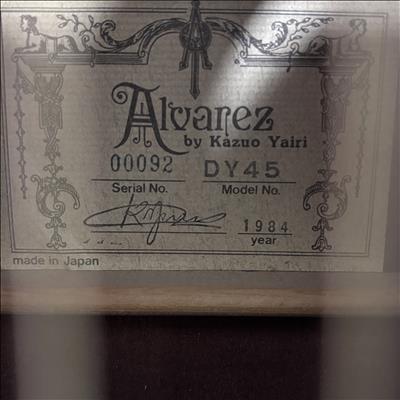 Alvarez
by Kazuo Yairi
00092 DY45
Serial No. Model No.
1984
year
made in Japan